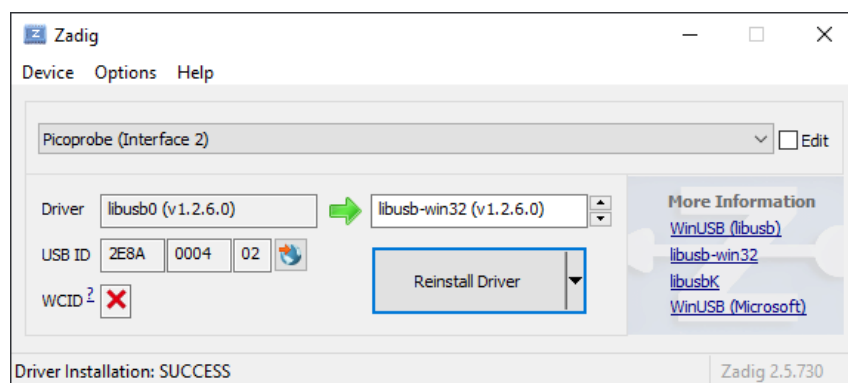 Zadig
Device Options Help
Picoprobe (Interface 2)
Edit
Driver libusb0 (v1.2.6.0) libusb-win32 (v1.2.6.0)
USB ID 2E8A 0004 02
WCID ?
Reinstall Driver
More Information
WinUSB (libusb)
libusb-win32
libusbK
WinUSB (Microsoft)
Driver Installation: SUCCESS
Zadig 2.5.730